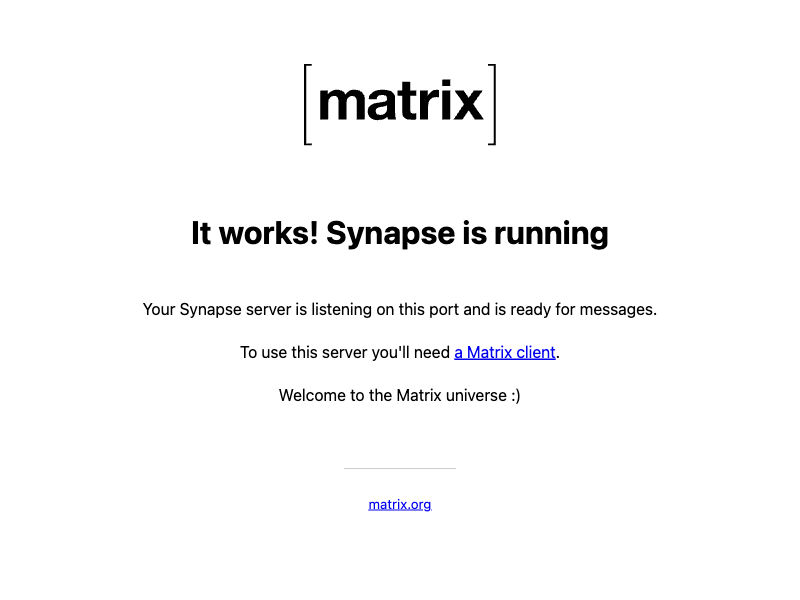 [matrix]
It works! Synapse is running
Your Synapse server is listening on this port and is ready for messages.
To use this server you'll need a Matrix client.
Welcome to the Matrix universe :)
matrix.org